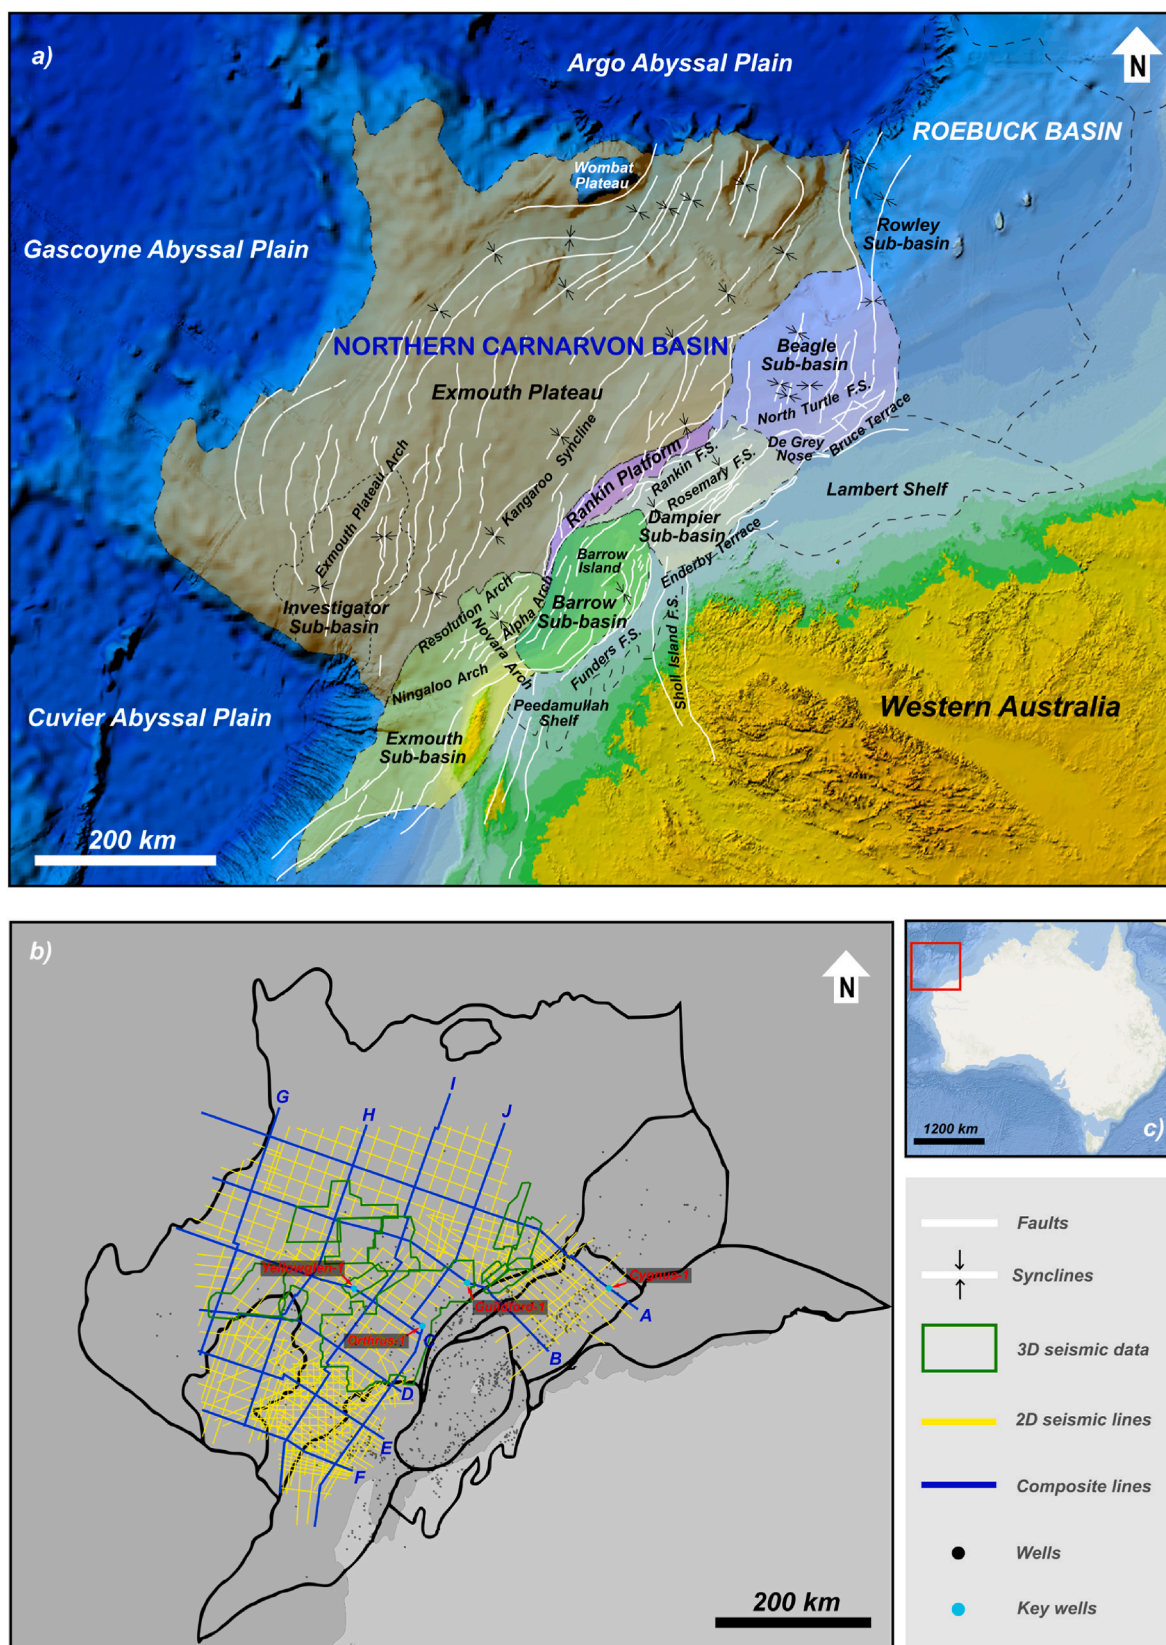 a)
Argo Abyssal Plain
N
ROEBUCK BASIN
Wombat
Plateau
Rowley
Sub-basin
Gascoyne Abyssal Plain
NORTHERN CARNARVON BASIN
Beagle
Sub-basin
Exmouth Plateau
North Turtle F.S.
De Grey
Nose
Bruce Terrace
Kangaroo Syncline
Rankin Platform
Rankin F.S.
Rosemary F.S.
Lambert Shelf
Exmouth Plateau Arch
Dampier
Sub-basin
Enderby Terrace
Barrow
Island
Barrow
Sub-basin
Investigator
Sub-basin
Resolution Arch
Alpha Arch
Novara Arch
Ningaloo Arch
Funders F.S.
Sholl Island F.S.
Peedamullah
Shelf
Western Australia
Cuvier Abyssal Plain
Exmouth
Sub-basin
200 km
b)
N
G
H
I
J
Yellowglen-1
Cygnus-1
Guildford-1
Orthrus-1
A
B
C
D
E
F
200 km
1200 km
c)
Faults
Synclines
3D seismic data
2D seismic lines
Composite lines
Wells
Key wells